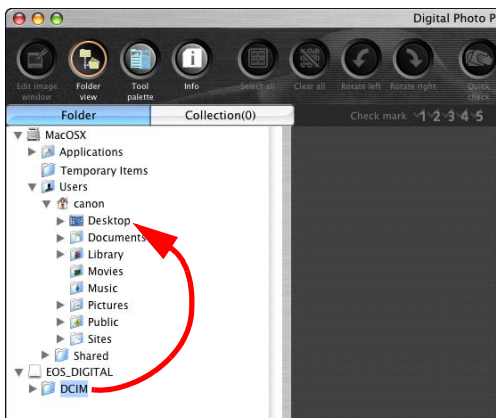 Digital Photo P
Edit image window
Folder view
Tool palette
Info
Select all
Clear all
Rotate left
Rotate right
Quick check
Folder
Collection(0)
Check mark 1 2 3 4 5
MacOSX
Applications
Temporary Items
Users
canon
Desktop
Documents
Library
Movies
Music
Pictures
Public
Sites
Shared
EOS_DIGITAL
DCIM